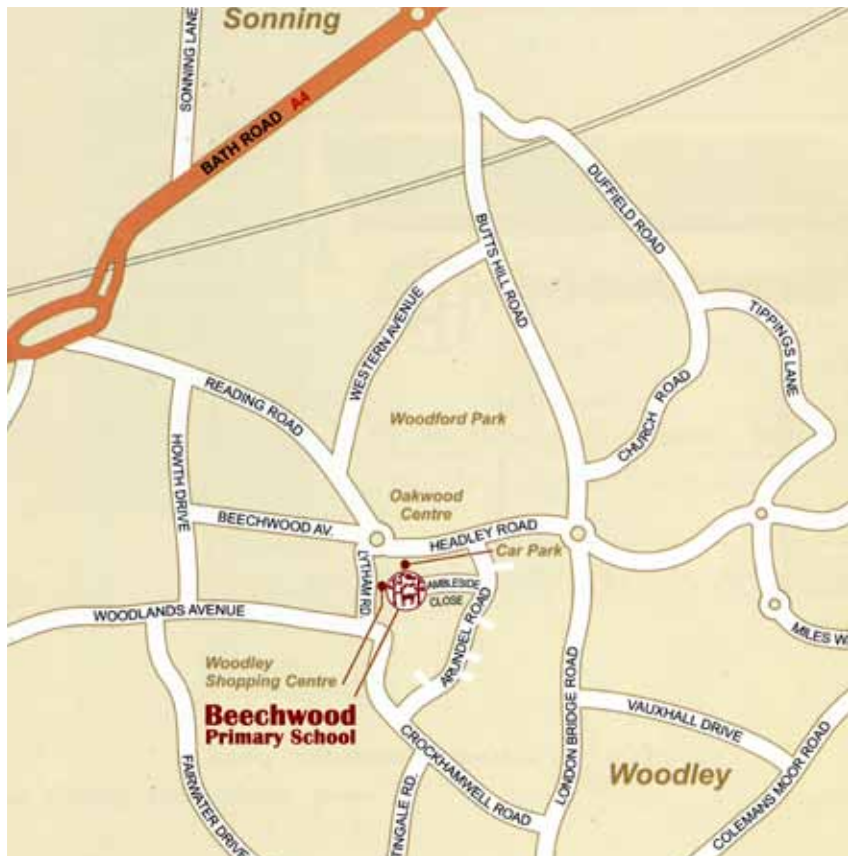 Sonning
SONNING LANE
BATH ROAD A4
DUFFIELD ROAD
BUTTS HILL ROAD
WESTERN AVENUE
TIPPINGS LANE
READING ROAD
CHURCH ROAD
Woodford Park
HOWTH DRIVE
Oakwood
Centre
BEECHWOOD AV.
HEADLEY ROAD
Car Park
LYTHAM RD.
AMBLESIDE
CLOSE
WOODLANDS AVENUE
ARUNDEL ROAD
MILES W
Woodley
Shopping Centre
Beechwood
Primary School
LONDON BRIDGE ROAD
VAUXHALL DRIVE
CROCKHAMWELL ROAD
Woodley
COLEMANS MOOR ROAD
FAIRWATER DRIVE
TINGALE RD.